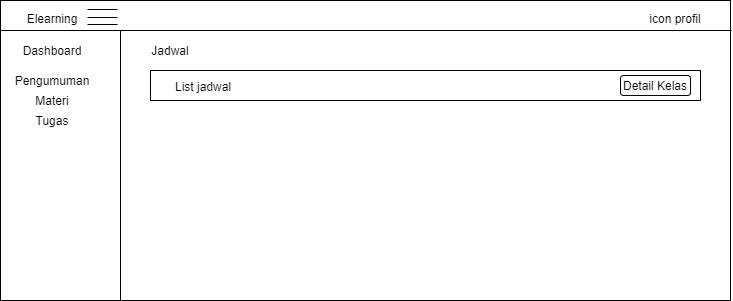 Elearning
icon profil
Dashboard
Pengumuman
Materi
Tugas
Jadwal
List jadwal
Detail Kelas